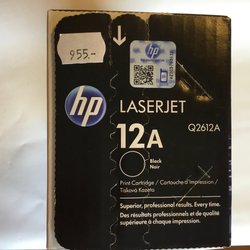 955.-
hp
hp
LASERJET
12A
Q2612A
Black
Noir
Print Cartridge / Cartouche d'impression /
Tisková Kazeta
Superior, professional results. Every time.
Des résultats professionnels et de qualité
supérieure à chaque impression.